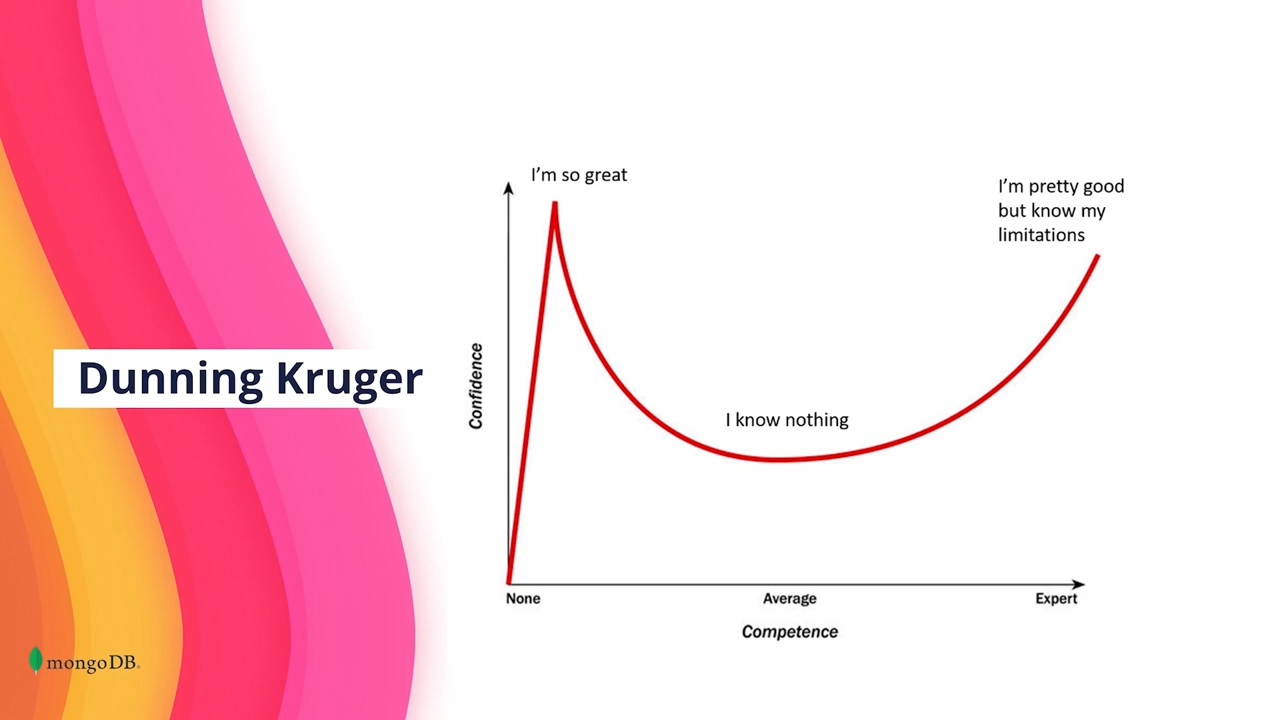 Dunning Kruger
I’m so great
I’m pretty good
but know my
limitations
I know nothing
Confidence
None
Average
Expert
Competence
mongoDB®